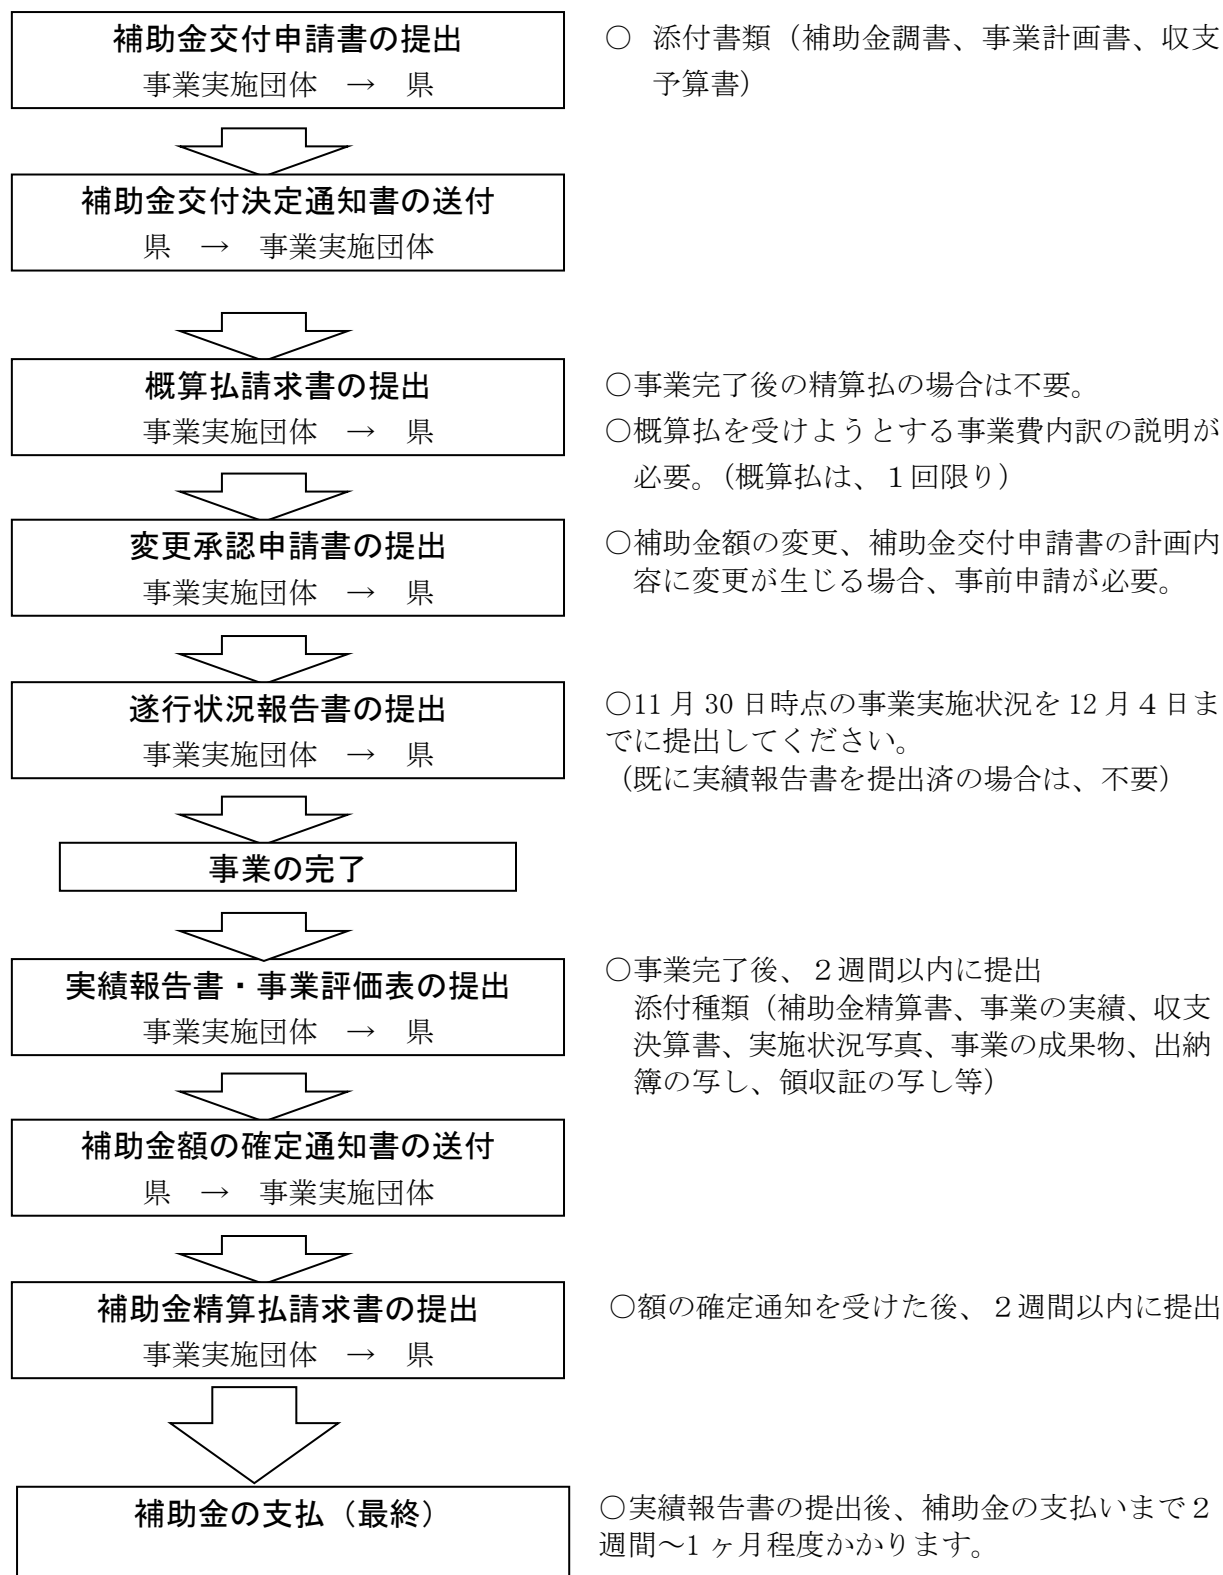 補助金交付申請書の提出
事業実施団体　→　県
○　添付書類（補助金調書、事業計画書、収支
予算書）
補助金交付決定通知書の送付
県　→　事業実施団体
概算払請求書の提出
事業実施団体　→　県
○事業完了後の精算払の場合は不要。
○概算払を受けようとする事業費内訳の説明が
必要。（概算払は、１回限り）
変更承認申請書の提出
事業実施団体　→　県
○補助金額の変更、補助金交付申請書の計画内
容に変更が生じる場合、事前申請が必要。
遂行状況報告書の提出
事業実施団体　→　県
○11 月 30 日時点の事業実施状況を 12 月４日ま
でに提出してください。
（既に実績報告書を提出済の場合は、不要）
事業の完了
実績報告書・事業評価表の提出
事業実施団体　→　県
○事業完了後、２週間以内に提出
添付種類（補助金精算書、事業の実績、収支
決算書、実施状況写真、事業の成果物、出納
簿の写し、領収証の写し等）
補助金額の確定通知書の送付
県　→　事業実施団体
補助金精算払請求書の提出
事業実施団体　→　県
○額の確定通知を受けた後、２週間以内に提出
補助金の支払（最終）
○実績報告書の提出後、補助金の支払いまで２
週間～1 ヶ月程度かかります。